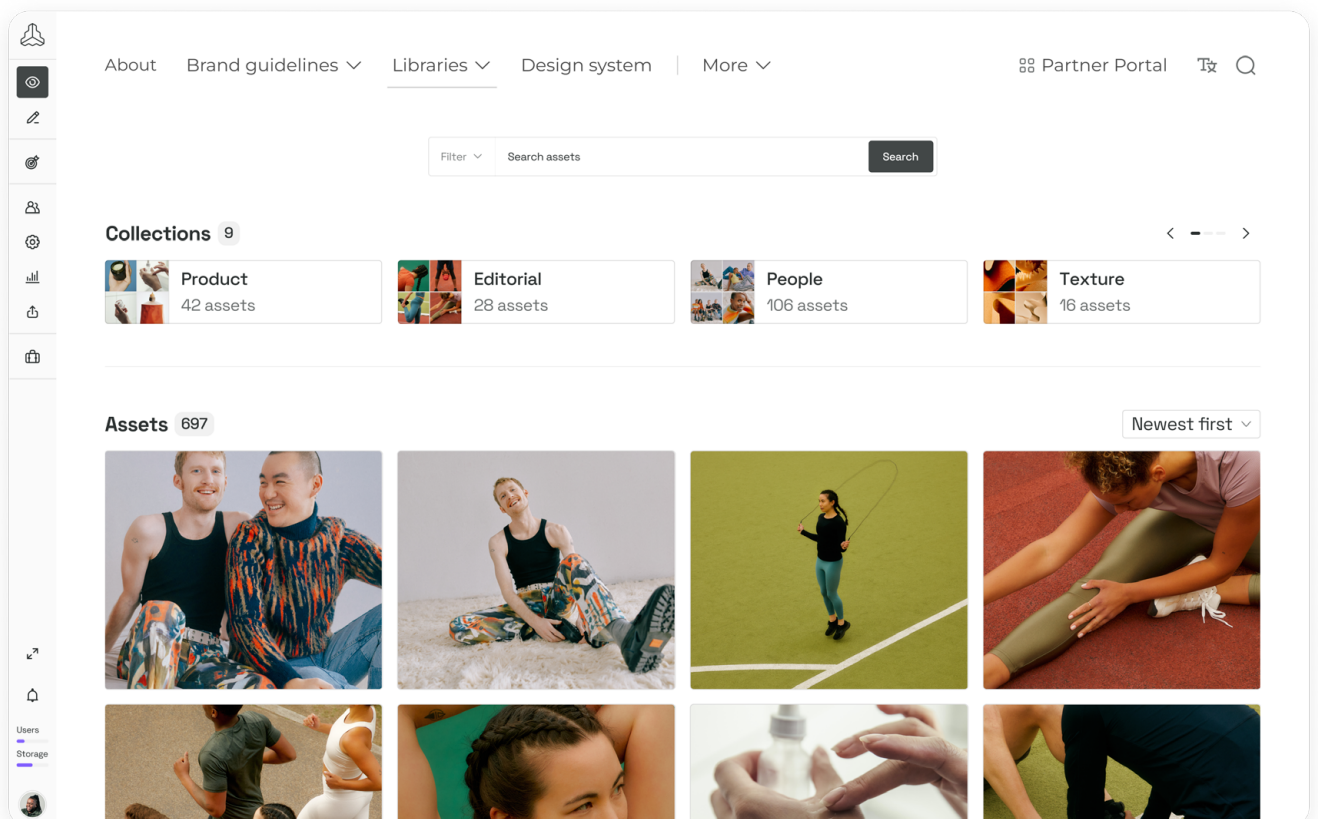 About Brand guidelines Libraries Design system More Partner Portal
Filter Search assets Search
Collections 9
Product
42 assets
Editorial
28 assets
People
106 assets
Texture
16 assets
Assets 697
Newest first
Users
Storage